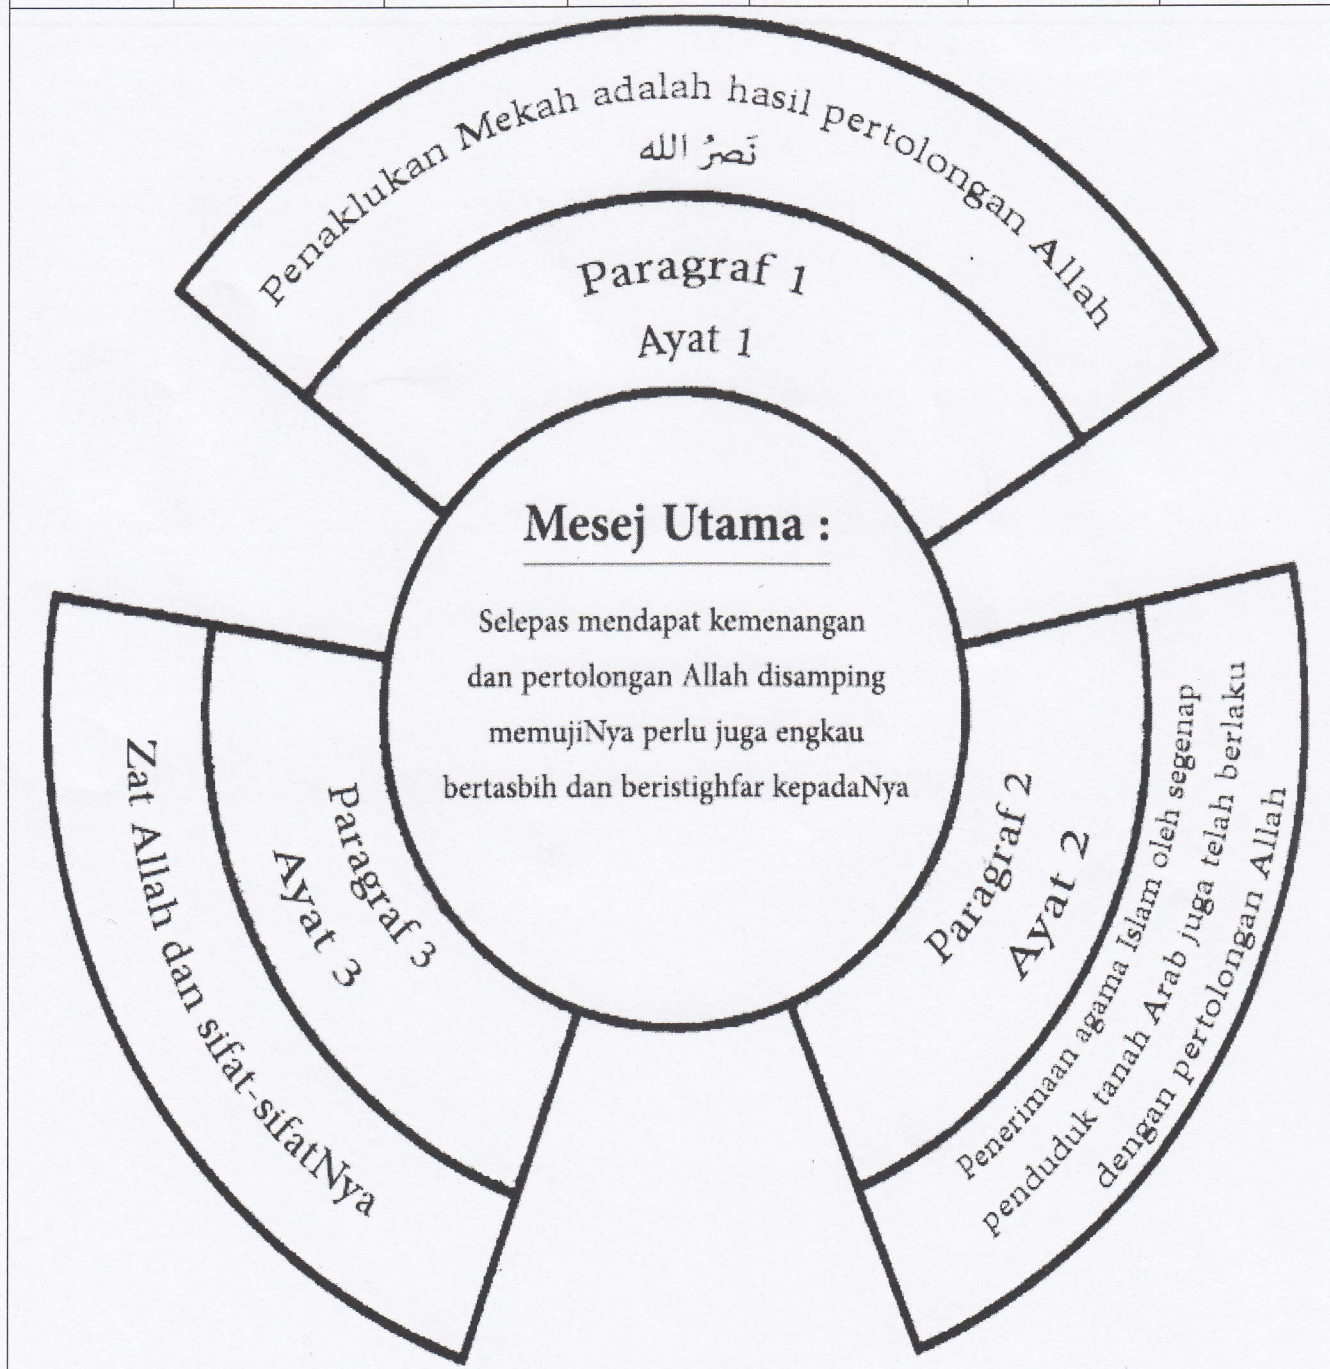 Penaklukan Mekah adalah hasil pertolongan Allah
نَصرُ الله
Paragraf 1
Ayat 1
Mesej Utama :
Selepas mendapat kemenangan
dan pertolongan Allah disamping
memujiNya perlu juga engkau
bertasbih dan beristighfar kepadaNya
Paragraf 2
Ayat 2
Penerimaan agama Islam oleh segenap
penduduk tanah Arab juga telah berlaku
dengan pertolongan Allah
Paragraf 3
Ayat 3
Zat Allah dan sifat-sifatNya